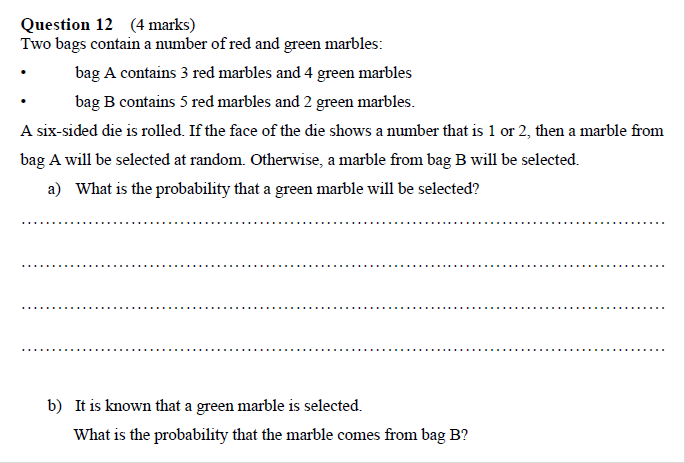 Question 12 (4 marks)
Two bags contain a number of red and green marbles:
• bag A contains 3 red marbles and 4 green marbles
• bag B contains 5 red marbles and 2 green marbles.
A six-sided die is rolled. If the face of the die shows a number that is 1 or 2, then a marble from
bag A will be selected at random. Otherwise, a marble from bag B will be selected.
a) What is the probability that a green marble will be selected?
b) It is known that a green marble is selected.
What is the probability that the marble comes from bag B?